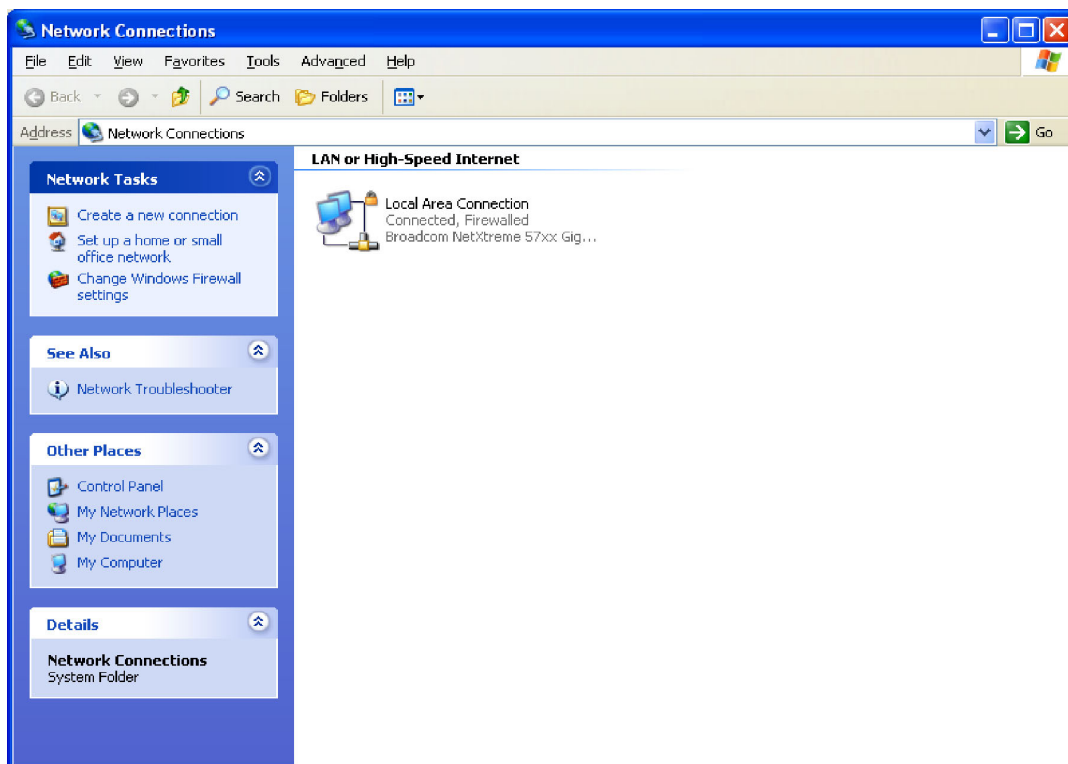 Network Connections
File Edit View Favorites Tools Advanced Help
Back Search Folders
Address Network Connections Go
Network Tasks
Create a new connection
Set up a home or small
office network
Change Windows Firewall
settings
See Also
Network Troubleshooter
Other Places
Control Panel
My Network Places
My Documents
My Computer
Details
Network Connections
System Folder
LAN or High-Speed Internet
Local Area Connection
Connected, Firewalled
Broadcom NetXtreme 57xx Gig...